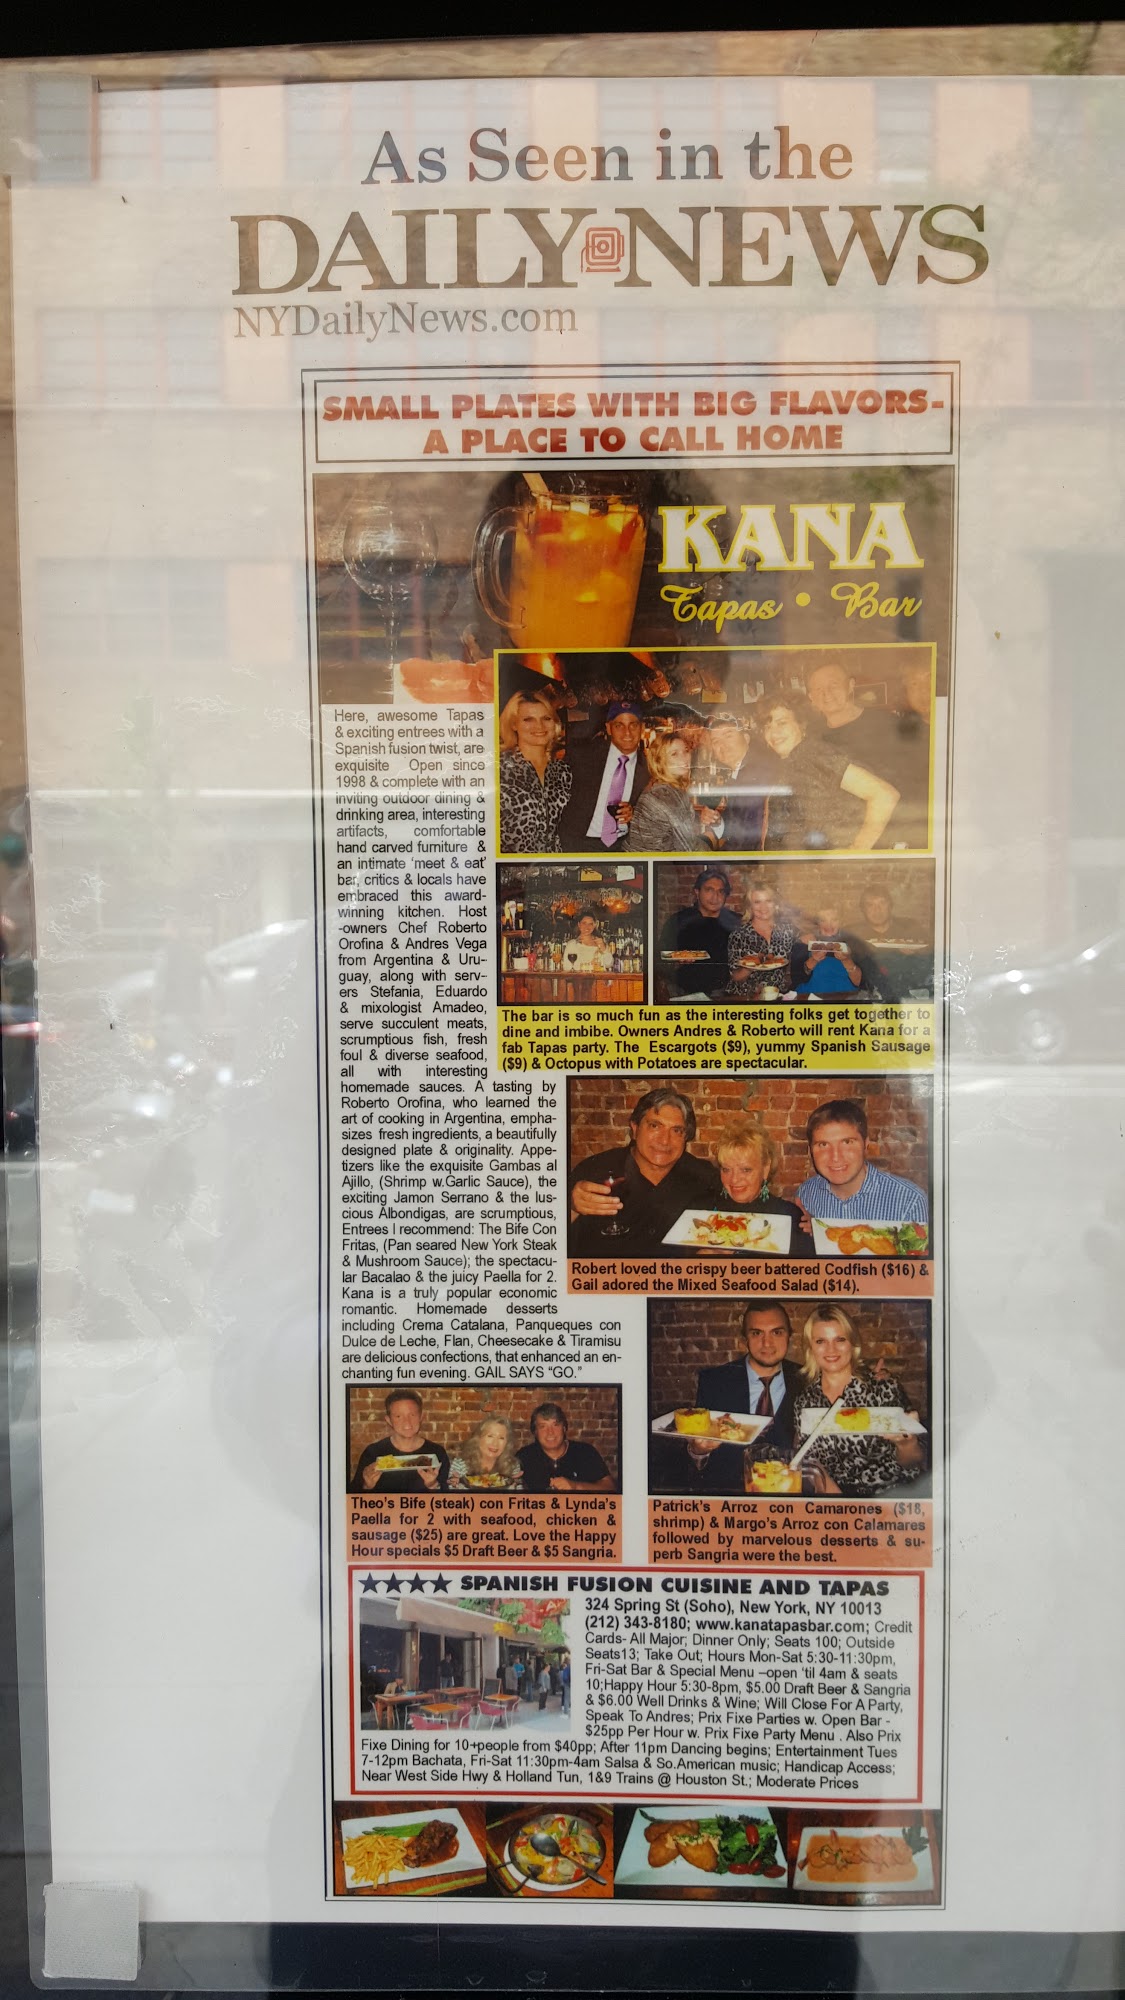 As Seen in the
DAILY NEWS
NYDailyNews.com
SMALL PLATES WITH BIG FLAVORS-
A PLACE TO CALL HOME
KANA
Tapas • Bar
Here, awesome Tapas
& exciting entrees with a
Spanish fusion twist, are
exquisite Open since
1998 & complete with an
inviting outdoor dining &
drinking area, interesting
artifacts, comfortable
hand carved furniture &
an intimate 'meet & eat'
bar, critics & locals have
embraced this award-
winning kitchen. Host
-owners Chef Roberto
Orofina & Andres Vega
from Argentina & Uru-
guay, along with serv-
ers Stefania, Eduardo
& mixologist Amadeo,
serve succulent meats,
scrumptious fish, fresh
foul & diverse seafood,
all with interesting
homemade sauces. A tasting by
Roberto Orofina, who learned the
art of cooking in Argentina, empha-
sizes fresh ingredients, a beautifully
designed plate & originality. Appe-
tizers like the exquisite Gambas al
Ajillo, (Shrimp w.Garlic Sauce), the
exciting Jamon Serrano & the lus-
cious Albondigas, are scrumptious,
Entrees I recommend: The Bife Con
Fritas, (Pan seared New York Steak
& Mushroom Sauce); the spectacu-
lar Bacalao & the juicy Paella for 2.
Kana is a truly popular economic
romantic. Homemade desserts
including Crema Catalana, Panqueques con
Dulce de Leche, Flan, Cheesecake & Tiramisu
are delicious confections, that enhanced an en-
chanting fun evening. GAIL SAYS "GO."
The bar is so much fun as the interesting folks get together to
dine and imbibe. Owners Andres & Roberto will rent Kana for a
fab Tapas party. The Escargots ($9), yummy Spanish Sausage
($9) & Octopus with Potatoes are spectacular.
Robert loved the crispy beer battered Codfish ($16) &
Gail adored the Mixed Seafood Salad ($14).
Theo's Bife (steak) con Fritas & Lynda's
Paella for 2 with seafood, chicken &
sausage ($25) are great. Love the Happy
Hour specials $5 Draft Beer & $5 Sangria.
Patrick's Arroz con Camarones ($18,
shrimp) & Margo's Arroz con Calamares
followed by marvelous desserts & su-
perb Sangria were the best.
★★★★ SPANISH FUSION CUISINE AND TAPAS
324 Spring St (Soho), New York, NY 10013
(212) 343-8180; www.kanatapasbar.com; Credit
Cards- All Major; Dinner Only; Seats 100; Outside
Seats13; Take Out; Hours Mon-Sat 5:30-11:30pm,
Fri-Sat Bar & Special Menu –open 'til 4am & seats
10;Happy Hour 5:30-8pm, $5.00 Draft Beer & Sangria
& $6.00 Well Drinks & Wine; Will Close For A Party,
Speak To Andres; Prix Fixe Parties w. Open Bar -
$25pp Per Hour w. Prix Fixe Party Menu . Also Prix
Fixe Dining for 10+people from $40pp; After 11pm Dancing begins; Entertainment Tues
7-12pm Bachata, Fri-Sat 11:30pm-4am Salsa & So.American music; Handicap Access;
Near West Side Hwy & Holland Tun, 1&9 Trains @ Houston St.; Moderate Prices